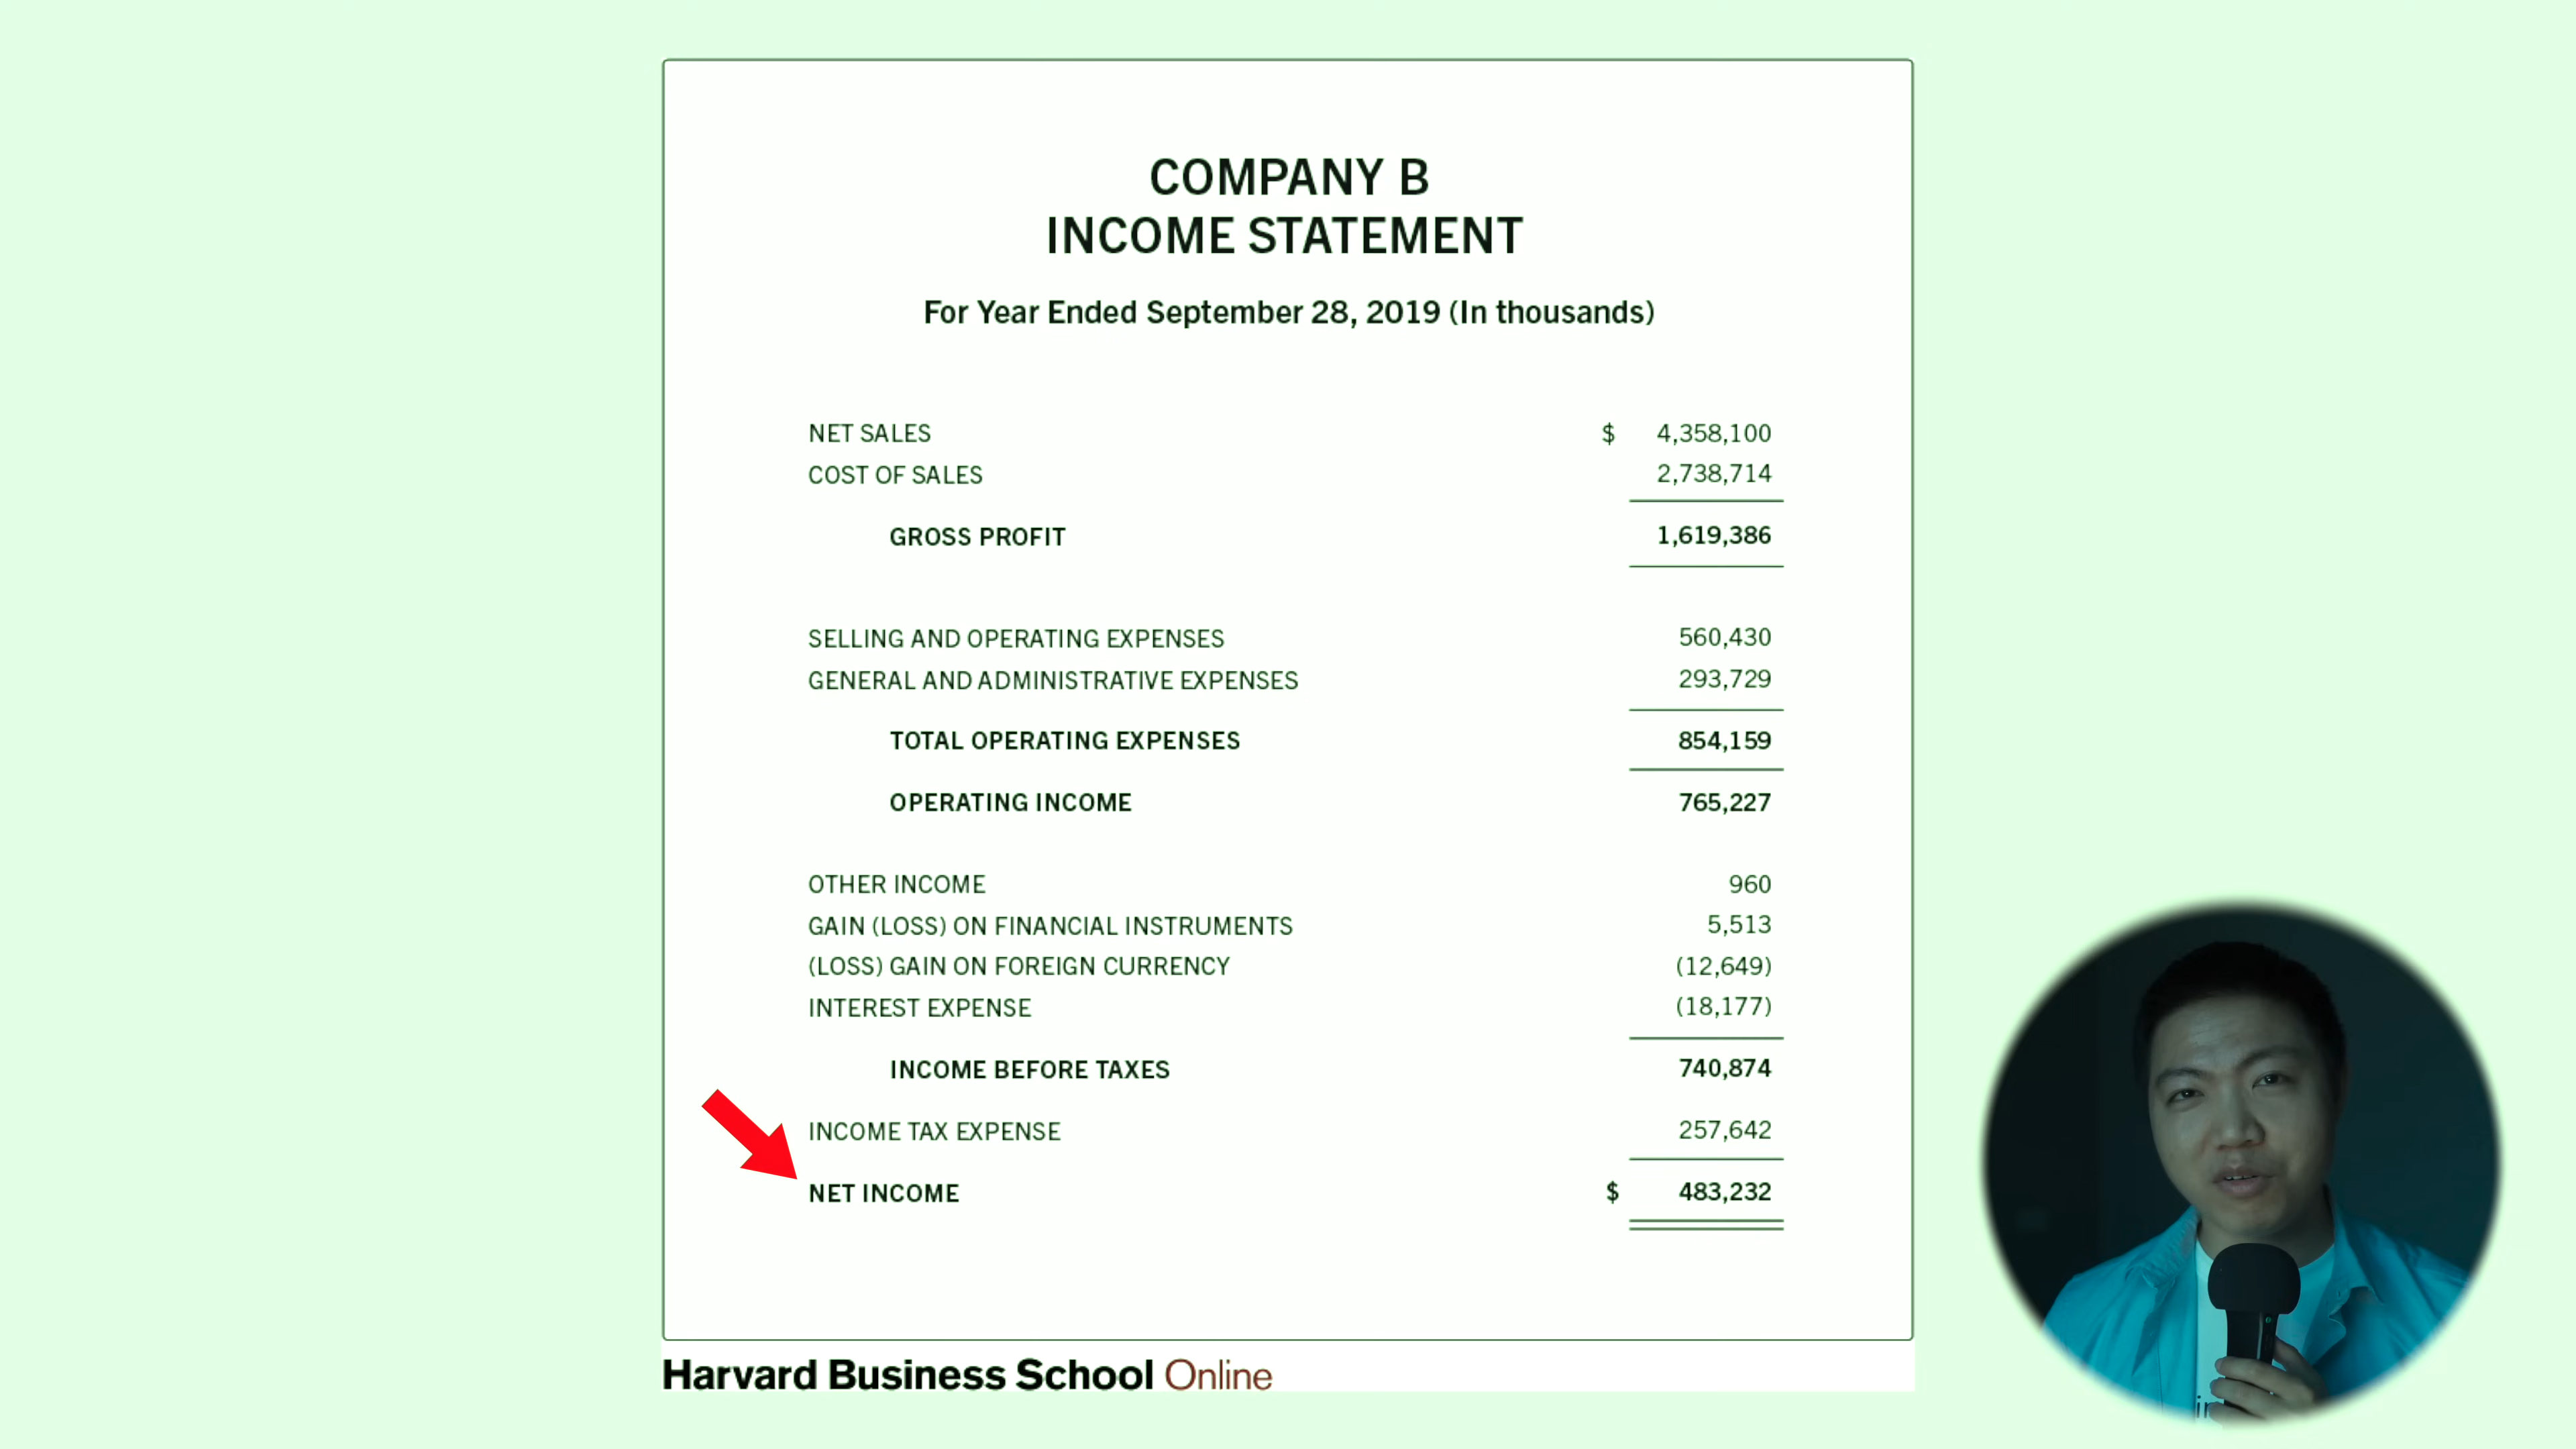 COMPANY B
INCOME STATEMENT
For Year Ended September 28, 2019 (In thousands)
NET SALES $ 4,358,100
COST OF SALES 2,738,714
GROSS PROFIT 1,619,386
SELLING AND OPERATING EXPENSES 560,430
GENERAL AND ADMINISTRATIVE EXPENSES 293,729
TOTAL OPERATING EXPENSES 854,159
OPERATING INCOME 765,227
OTHER INCOME 960
GAIN (LOSS) ON FINANCIAL INSTRUMENTS 5,513
(LOSS) GAIN ON FOREIGN CURRENCY (12,649)
INTEREST EXPENSE (18,177)
INCOME BEFORE TAXES 740,874
INCOME TAX EXPENSE 257,642
NET INCOME $ 483,232
Harvard Business School Online